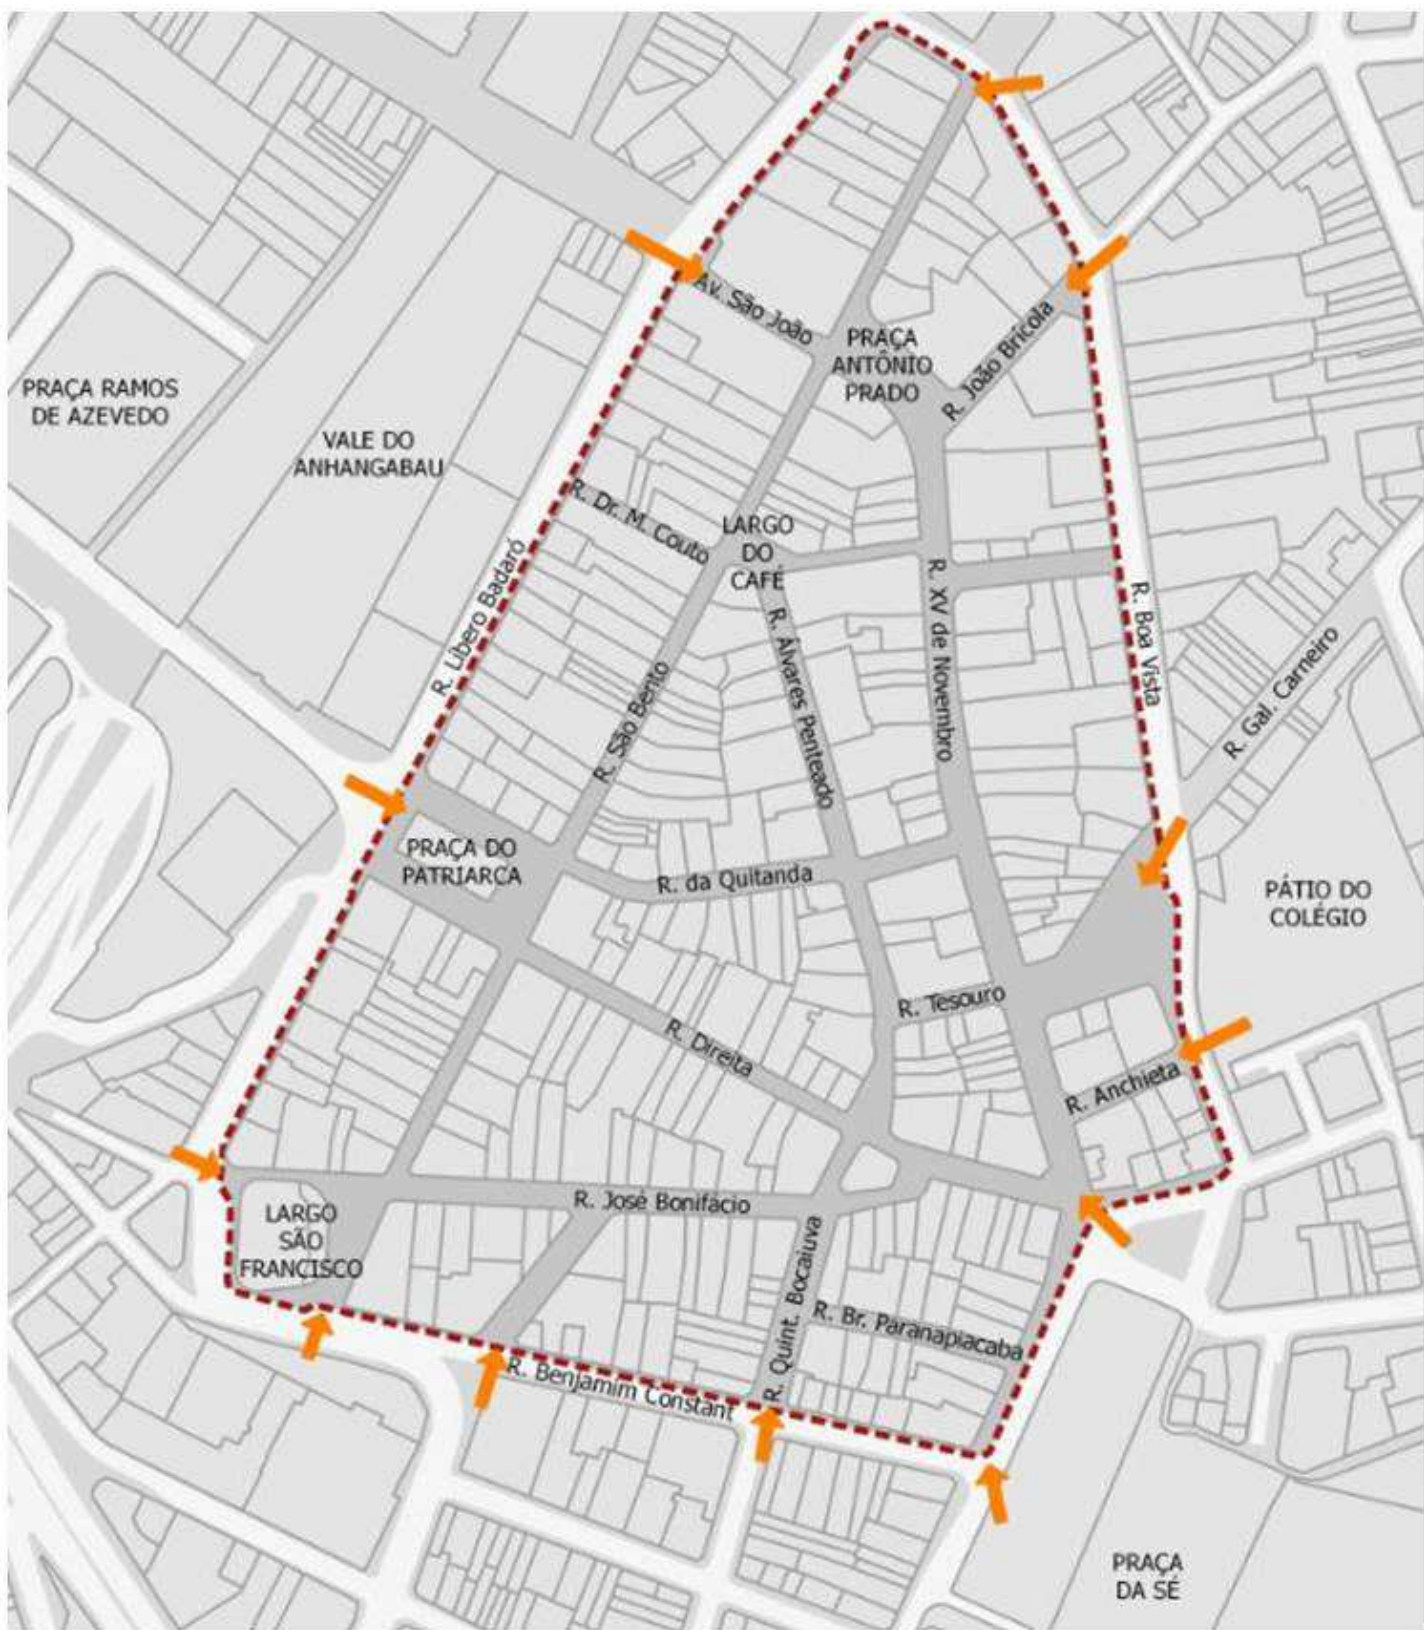 Av. São João
PRAÇA
ANTÔNIO
PRADO
R. João Brícola
PRAÇA RAMOS
DE AZEVEDO
VALE DO
ANHANGABAU
R. Dr. M. Couto
LARGO
DO
CAFÉ
R. Líbero Badaró
R. São Bento
R. Álvares Penteado
R. XV de Novembro
R. Boa Vista
R. Gal. Carneiro
PRAÇA DO
PATRIARCA
R. da Quitanda
PÁTIO DO
COLÉGIO
R. Tesouro
R. Direita
R. Anchieta
R. José Bonifácio
LARGO
SÃO
FRANCISCO
R. Quint. Bocaiuva
R. Br. Paranapiacaba
R. Benjamim Constant
PRAÇA
DA SÉ